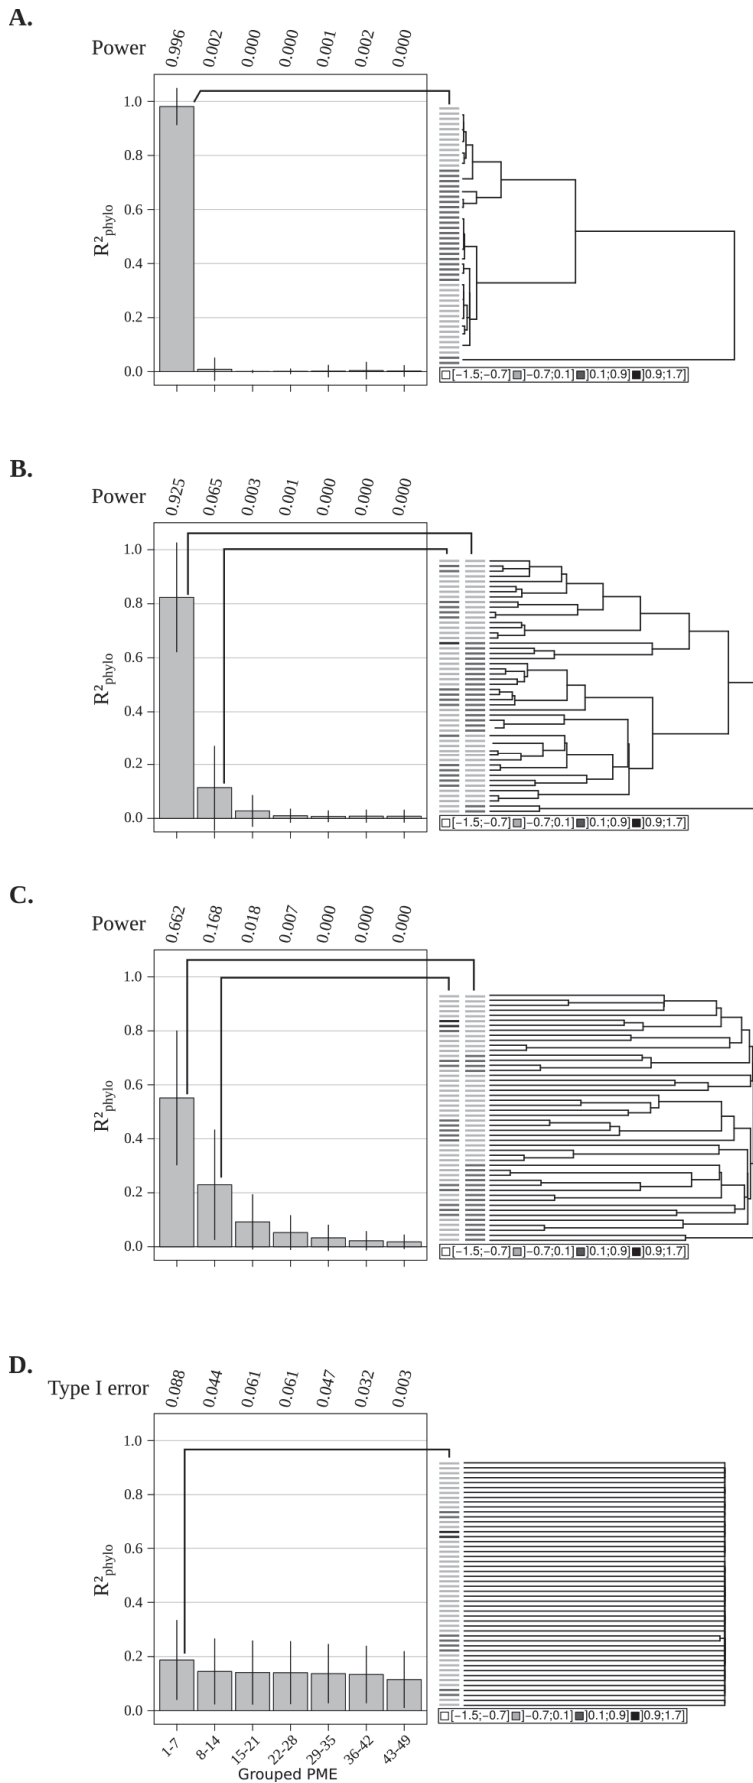 A.
Power 0.996 0.002 0.000 0.000 0.001 0.002 0.000
1.0
0.8
0.6
0.4
0.2
0.0
R²phylo
[−1.5;−0.7] ]−0.7;0.1] ]0.1;0.9] ]0.9;1.7]
B.
Power 0.925 0.065 0.003 0.001 0.000 0.000 0.000
1.0
0.8
0.6
0.4
0.2
0.0
R²phylo
[−1.5;−0.7] ]−0.7;0.1] ]0.1;0.9] ]0.9;1.7]
C.
Power 0.662 0.168 0.018 0.007 0.000 0.000 0.000
1.0
0.8
0.6
0.4
0.2
0.0
R²phylo
[−1.5;−0.7] ]−0.7;0.1] ]0.1;0.9] ]0.9;1.7]
D.
Type I error 0.088 0.044 0.061 0.061 0.047 0.032 0.003
1.0
0.8
0.6
0.4
0.2
0.0
R²phylo
[−1.5;−0.7] ]−0.7;0.1] ]0.1;0.9] ]0.9;1.7]
1-7 8-14 15-21 22-28 29-35 36-42 43-49
Grouped PME